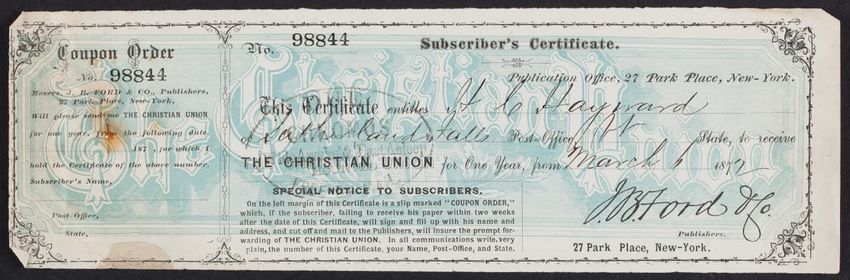 Coupon Order
No. 98844
Messrs. J. B. FORD & CO., Publishers,
27 Park Place, New-York,
Will please send me THE CHRISTIAN UNION
for one year, from the following date,
187 , for which I
hold the Certificate of the above number.
Subscriber's Name,
Post-Office,
State,
No. 98844
Subscriber's Certificate.
Publication Office, 27 Park Place, New-York.
The Christian Union
This Certificate entitles H C Hayward
of Sutherland Falls Post-Office Vt State, to receive
THE CHRISTIAN UNION for One Year, from March 1 1872
SPECIAL NOTICE TO SUBSCRIBERS.
On the left margin of this Certificate is a slip marked "COUPON ORDER,"
which, if the subscriber, failing to receive his paper within two weeks
after the date of this Certificate, will sign and fill up with his name and
address, and cut off and mail to the Publishers, will insure the prompt for-
warding of THE CHRISTIAN UNION. In all communications write, very
plain, the number of this Certificate, your Name, Post-Office, and State.
J. B. Ford & Co.
Publishers.
27 Park Place, New-York.